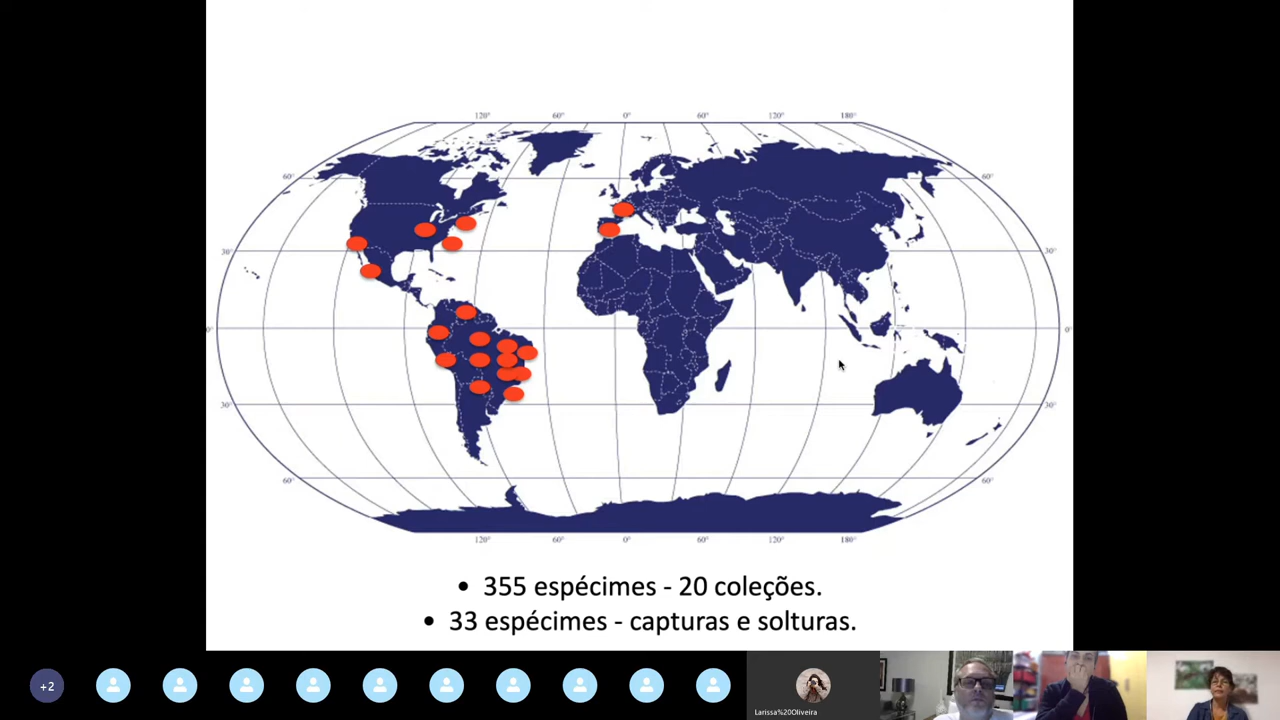 120° 60° 0° 60° 120° 180°
60° 60°
30° 30°
0° 0°
30° 30°
60° 60°
120° 60° 0° 60° 120° 180°
• 355 espécimes - 20 coleções.
• 33 espécimes - capturas e solturas.
+2
Larissa%20Oliveira